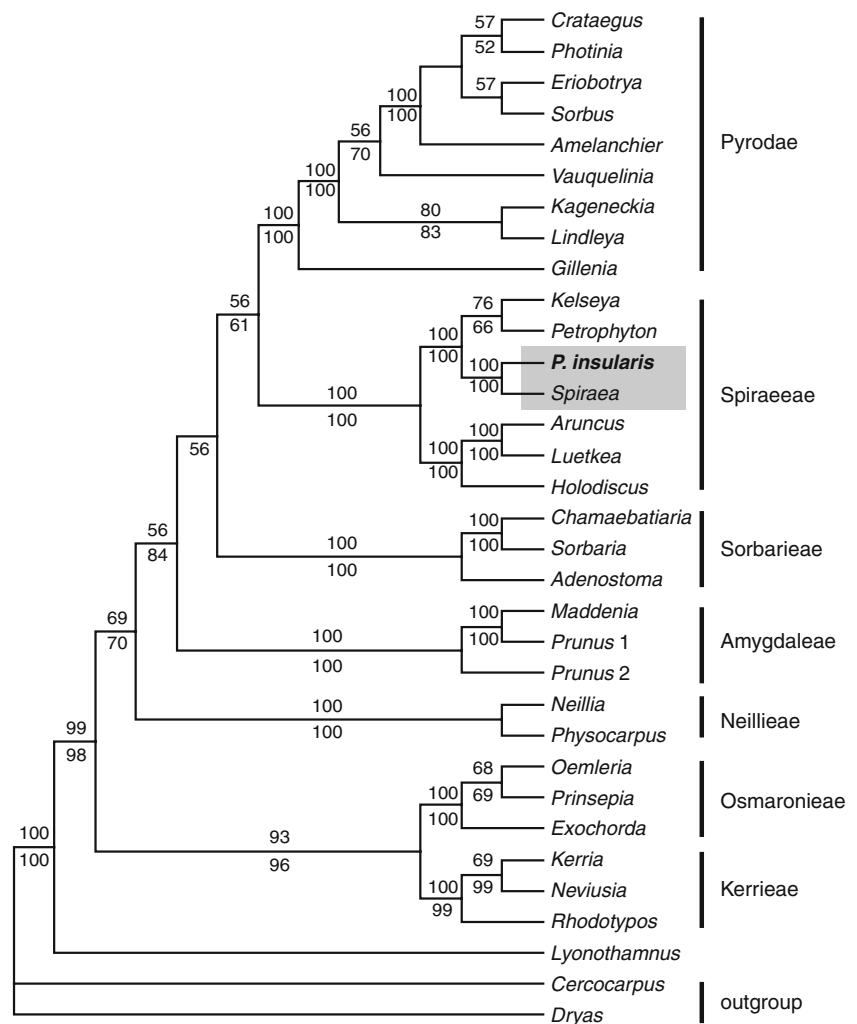 57
Crataegus
52
Photinia
57
Eriobotrya
100
100
Sorbus
56
70
Amelanchier
Pyrodae
100
100
Vauquelinia
80
83
Kageneckia
100
100
Lindleya
Gillenia
56
61
76
66
Kelseya
100
100
Petrophyton
100
100
P. insularis
100
100
Spiraea
Spiraeeae
100
100
Aruncus
100
100
Luetkea
Holodiscus
56
100
100
Chamaebatiaria
100
100
Sorbaria
Sorbarieae
Adenostoma
56
84
100
100
Maddenia
100
100
Prunus 1
Amygdaleae
Prunus 2
69
70
100
100
Neillia
Neillieae
Physocarpus
99
98
68
69
Oemleria
100
100
Prinsepia
Osmaronieae
Exochorda
93
96
69
99
Kerria
100
99
Neviusia
Kerrieae
Rhodotypos
100
100
Lyonothamnus
Cercocarpus
outgroup
Dryas